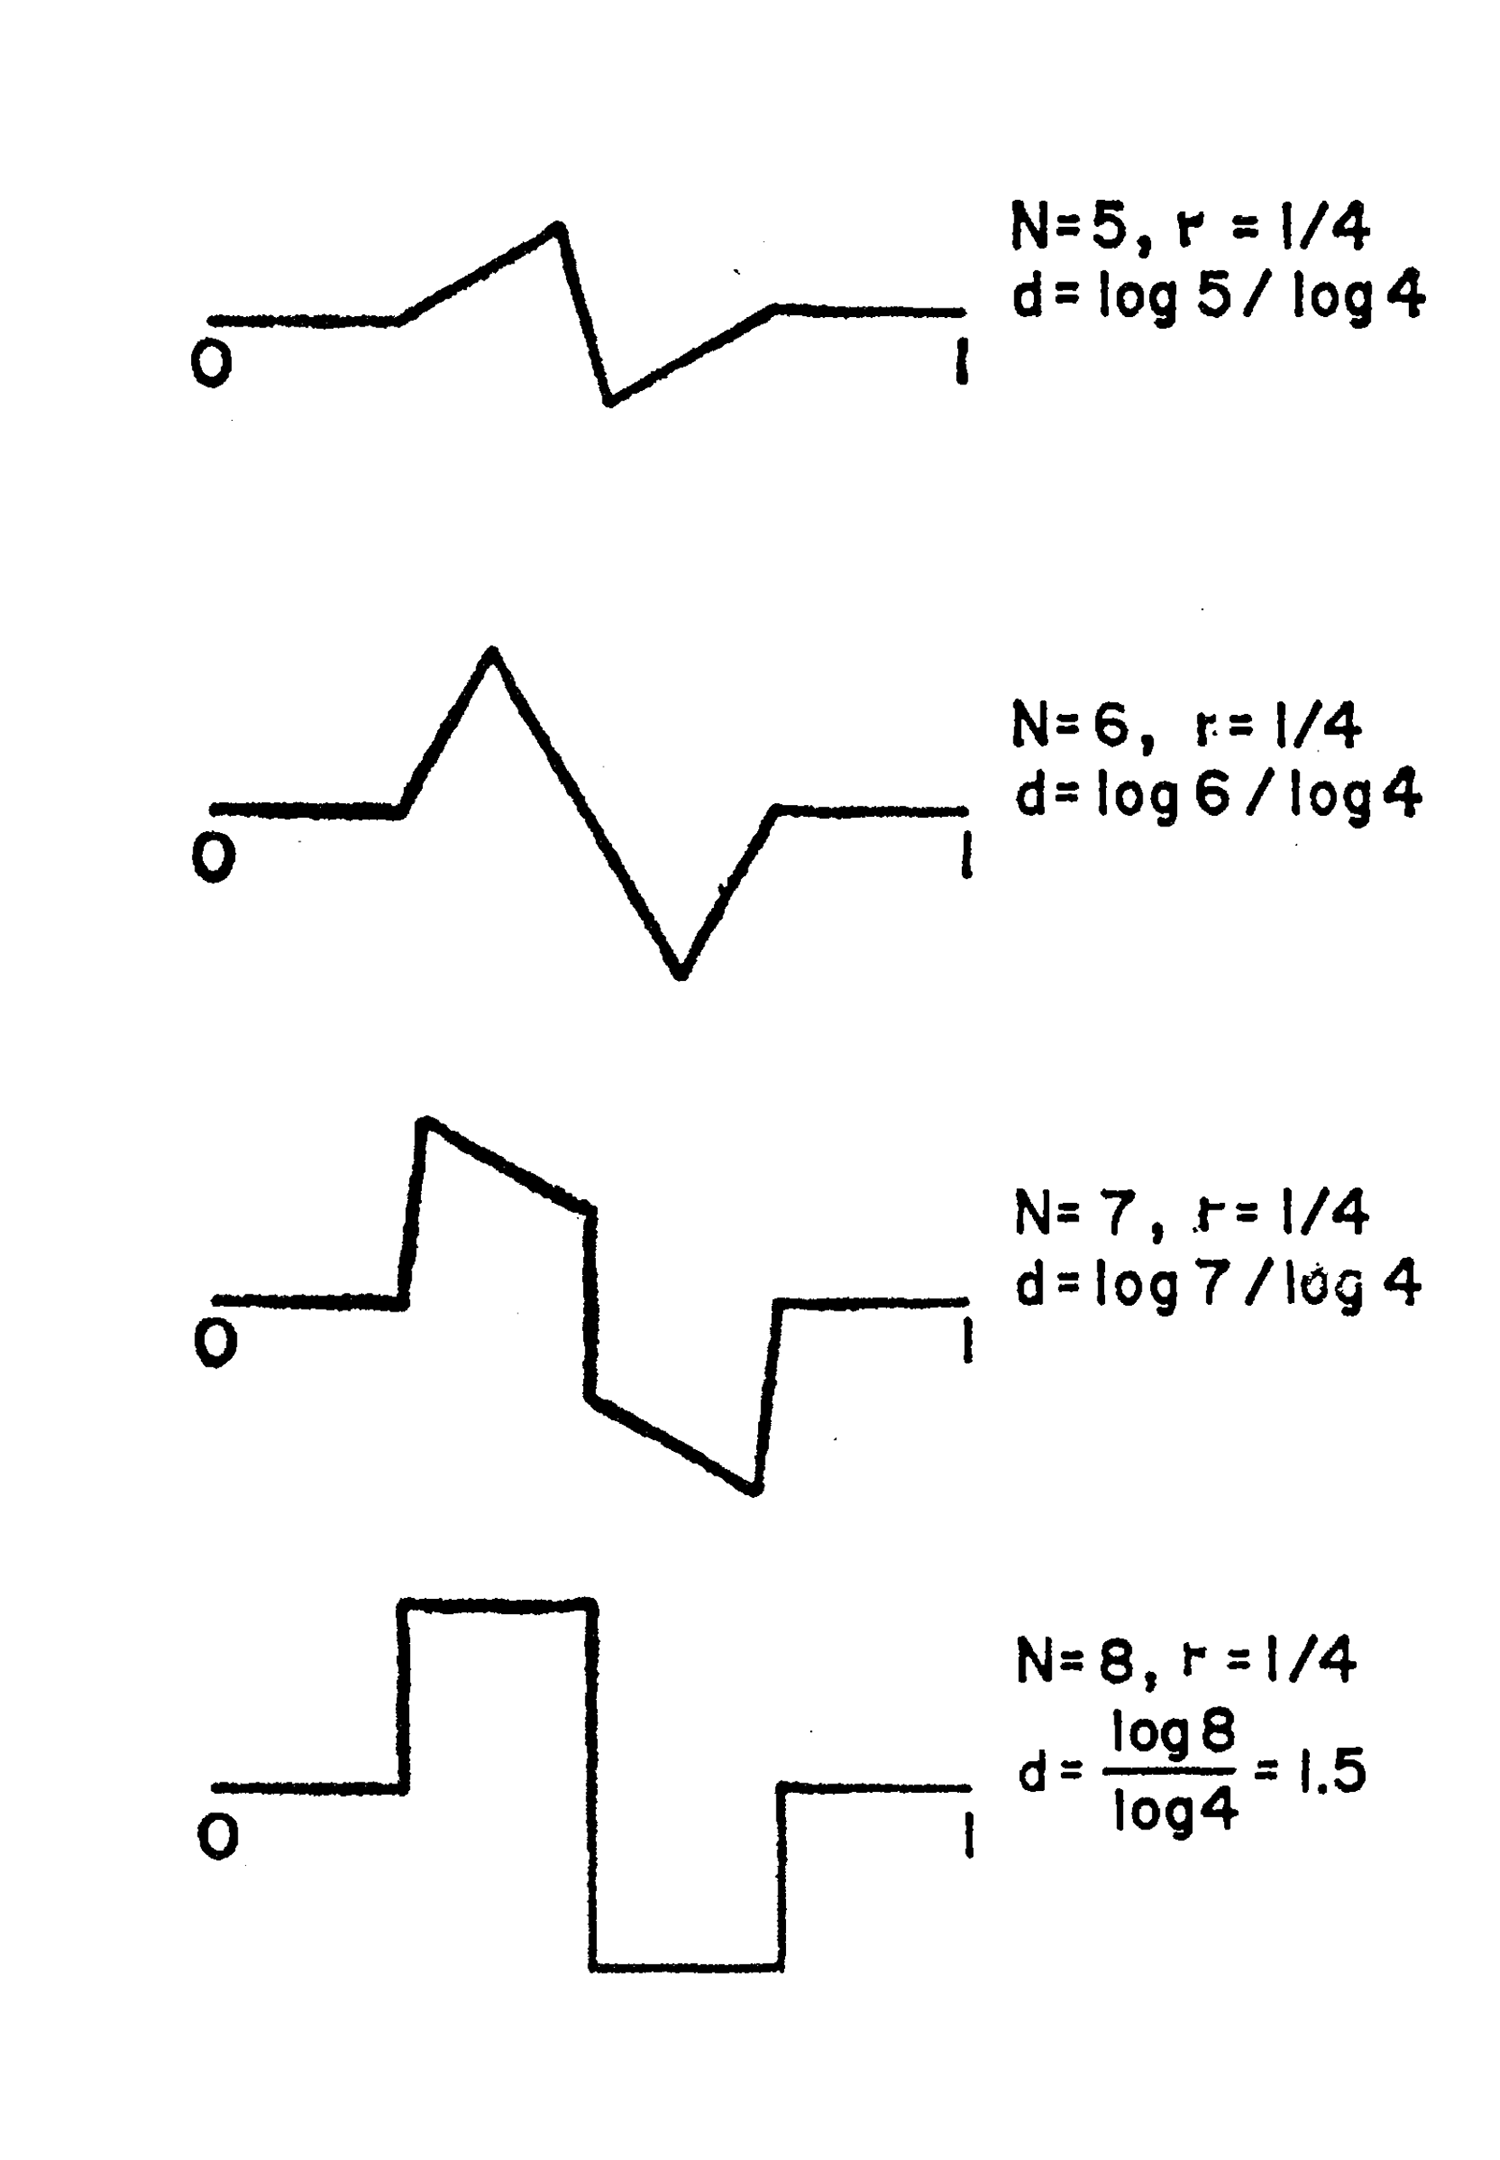 N=5, r = 1/4
d=log 5/log 4
0 1
N=6, r= 1/4
d=log 6/log 4
0 1
N=7, r= 1/4
d=log 7/log 4
0 1
N=8, r =1/4
d= log 8 / log 4 = 1.5
0 1